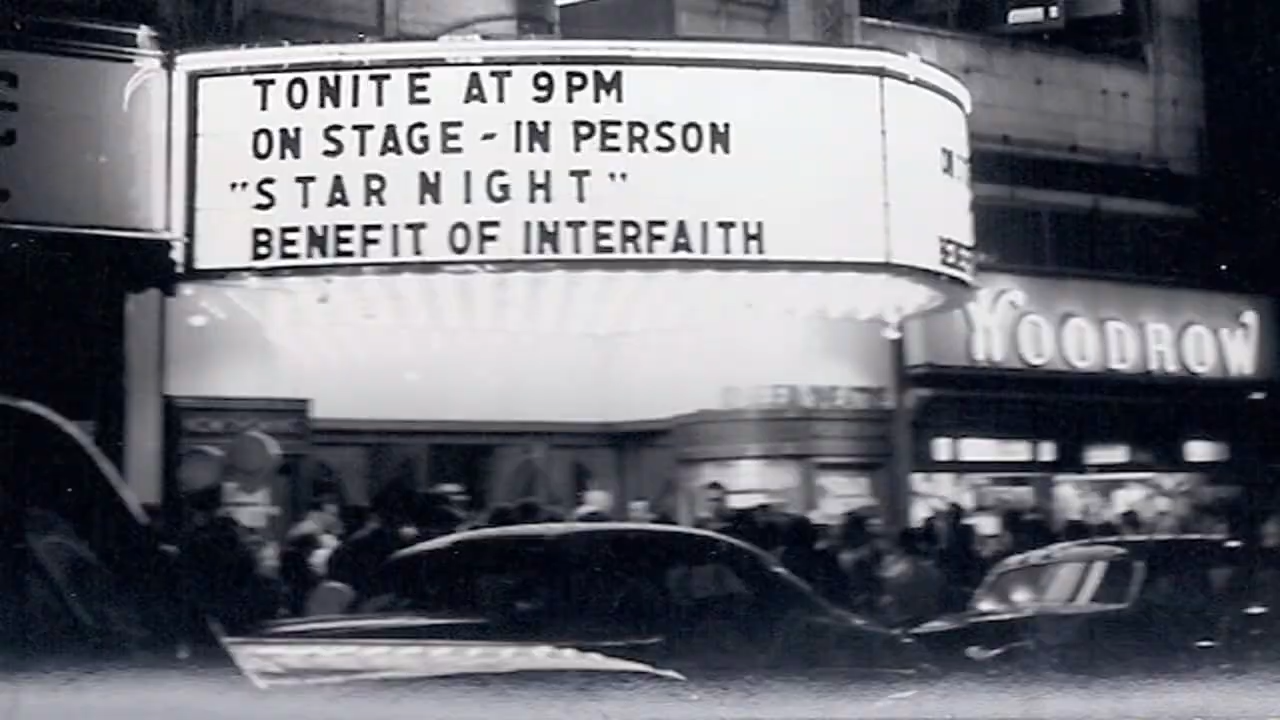 TONITE AT 9PM
ON STAGE - IN PERSON
"STAR NIGHT"
BENEFIT OF INTERFAITH
WOODROW